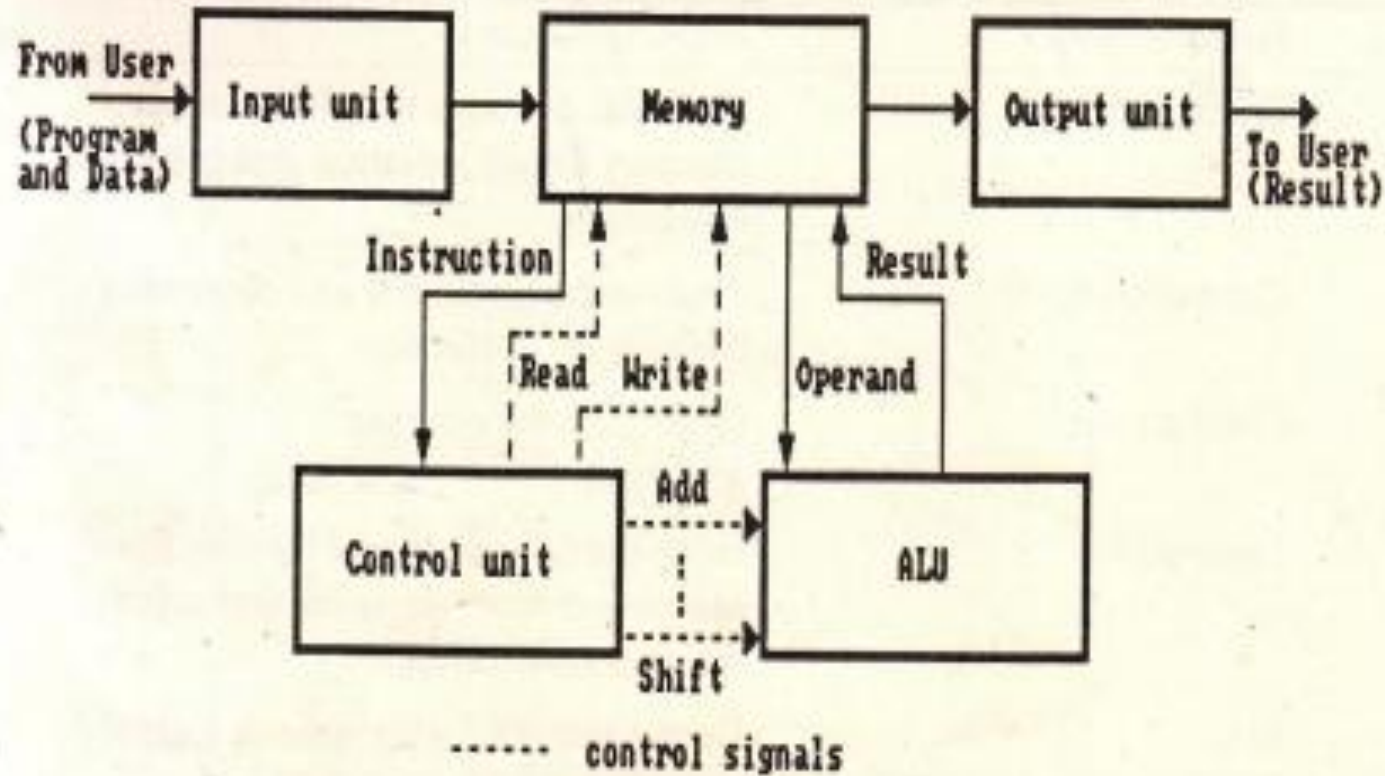 From User
(Program
and Data)
Input unit
Memory
Output unit
To User
(Result)
Instruction
Read
Write
Operand
Result
Control unit
Add
Shift
ALU
control signals